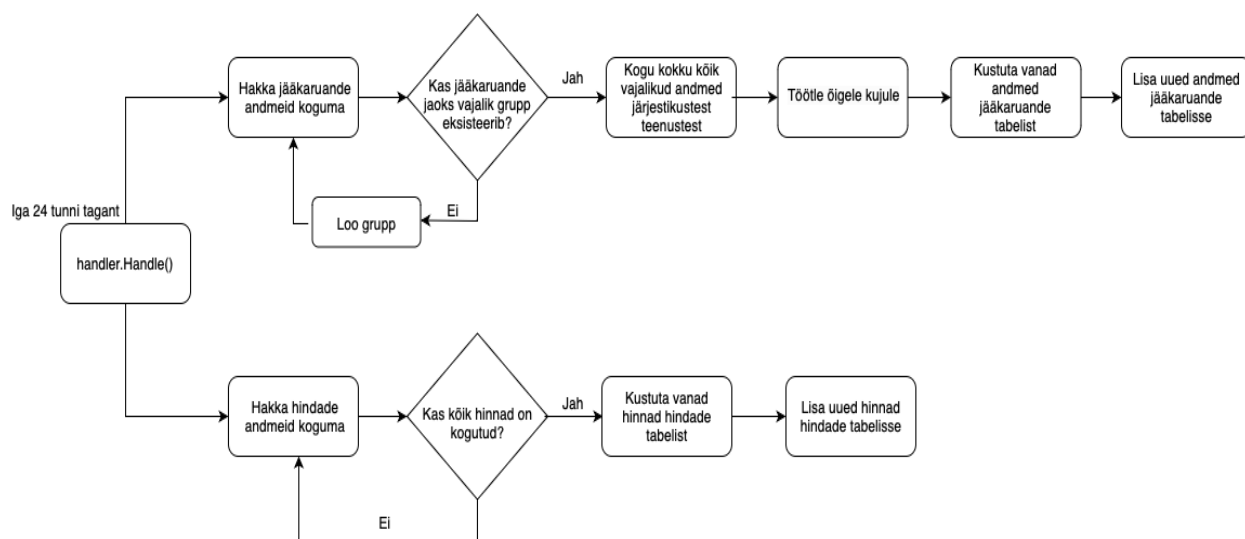 Iga 24 tunni tagant
handler.Handle()
Hakka jääkaruande
andmeid koguma
Kas jääkaruande
jaoks vajalik grupp
eksisteerib?
Jah
Ei
Loo grupp
Kogu kokku kõik
vajalikud andmed
järjestikustest
teenustest
Töötle õigele kujule
Kustuta vanad
andmed
jääkaruande
tabelist
Lisa uued andmed
jääkaruande
tabelisse
Hakka hindade
andmeid koguma
Kas kõik hinnad on
kogutud?
Jah
Ei
Kustuta vanad
hinnad hindade
tabelist
Lisa uued hinnad
hindade tabelisse